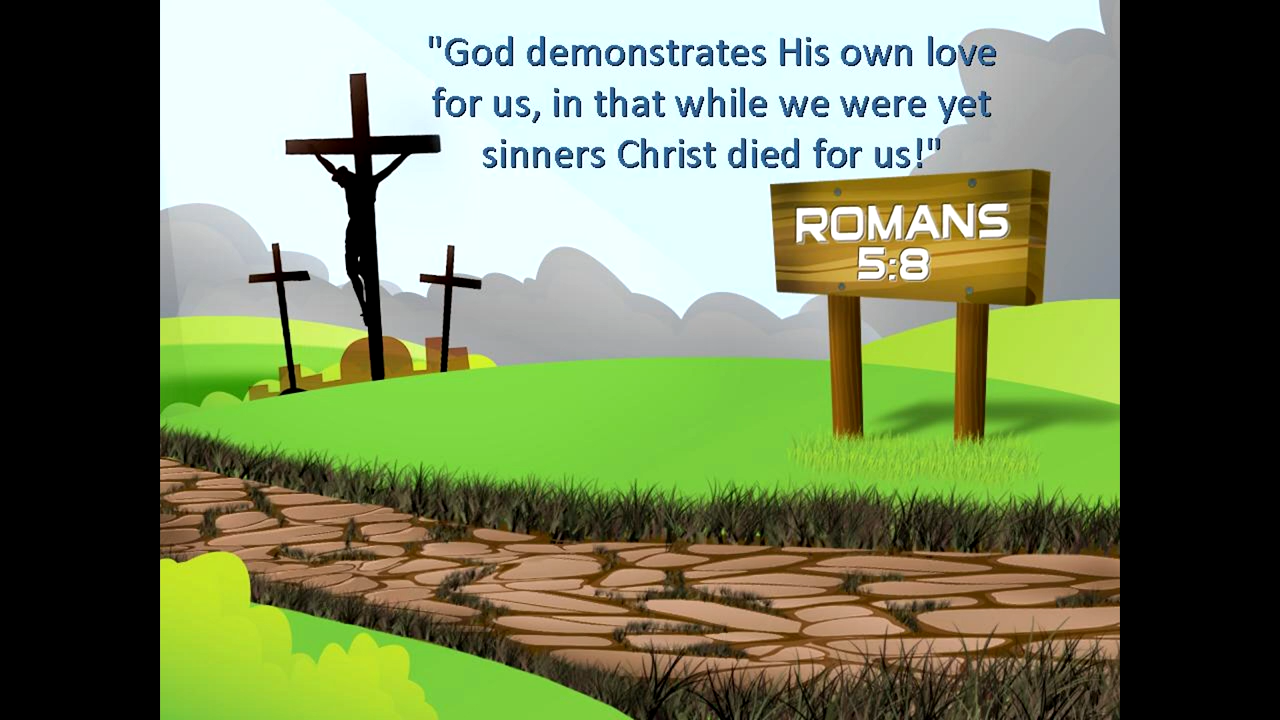 "God demonstrates His own love
for us, in that while we were yet
sinners Christ died for us!"
ROMANS
5:8